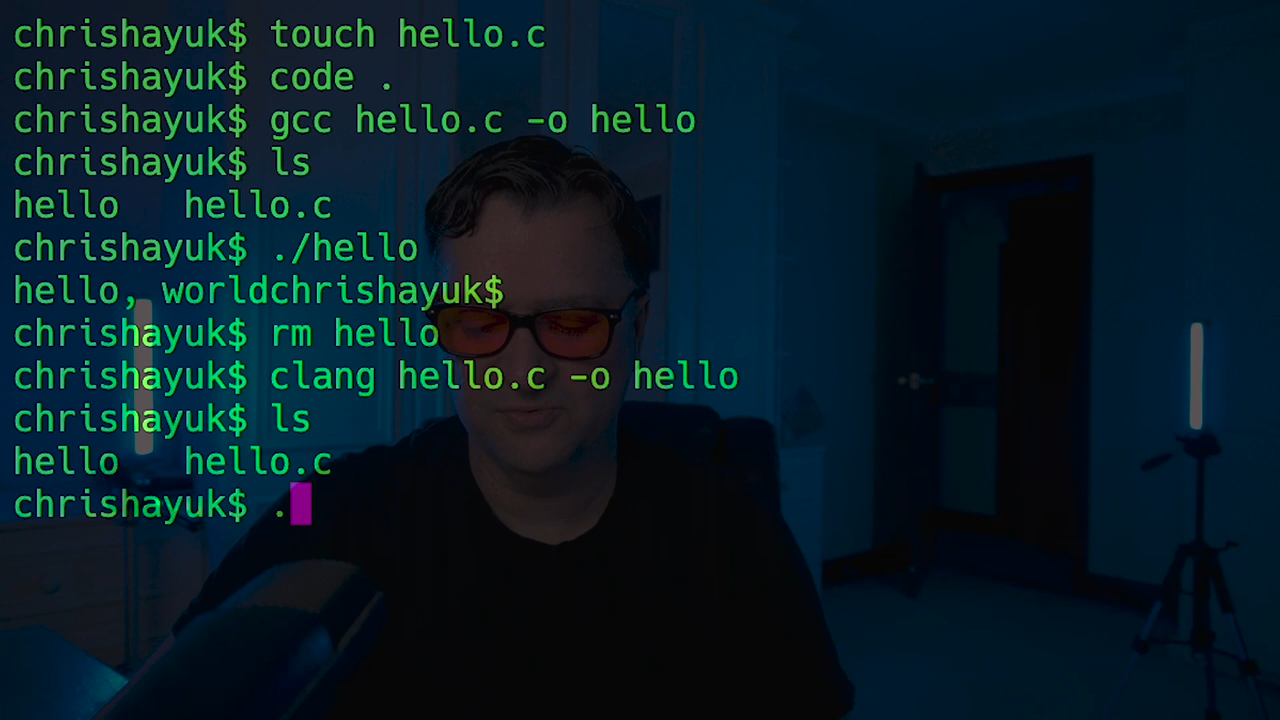 chrishayuk$ touch hello.c
chrishayuk$ code .
chrishayuk$ gcc hello.c -o hello
chrishayuk$ ls
hello   hello.c
chrishayuk$ ./hello
hello, worldchrishayuk$
chrishayuk$ rm hello
chrishayuk$ clang hello.c -o hello
chrishayuk$ ls
hello   hello.c
chrishayuk$ .